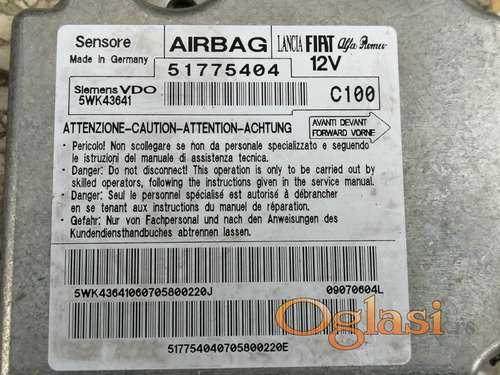 Sensore AIRBAG LANCIA FIAT Alfa Romeo
Made in Germany 51775404 12V
Siemens VDO
5WK43641 C100
ATTENZIONE-CAUTION-ATTENTION-ACHTUNG
AVANTI DEVANT
FORWARD VORNE
- Pericolo! Non scollegare se non da personale specializzato e seguendo
le istruzioni del manuale di assistenza tecnica.
- Danger: Do not disconnect! This operation is only to be carried out by
skilled operators, following the instructions given in the service manual.
- Danger: Seul le personnel spécialisé est autorisé à débrancher
en se tenant aux instructions du manuel de réparation.
- Gefahr: Nur von Fachpersonal und nach den Anweisungen des
Kundendiensthandbuches abtrennen lassen.
5WK43641060705800220J 09070604L
517754040705800220E
Oglasi.rs